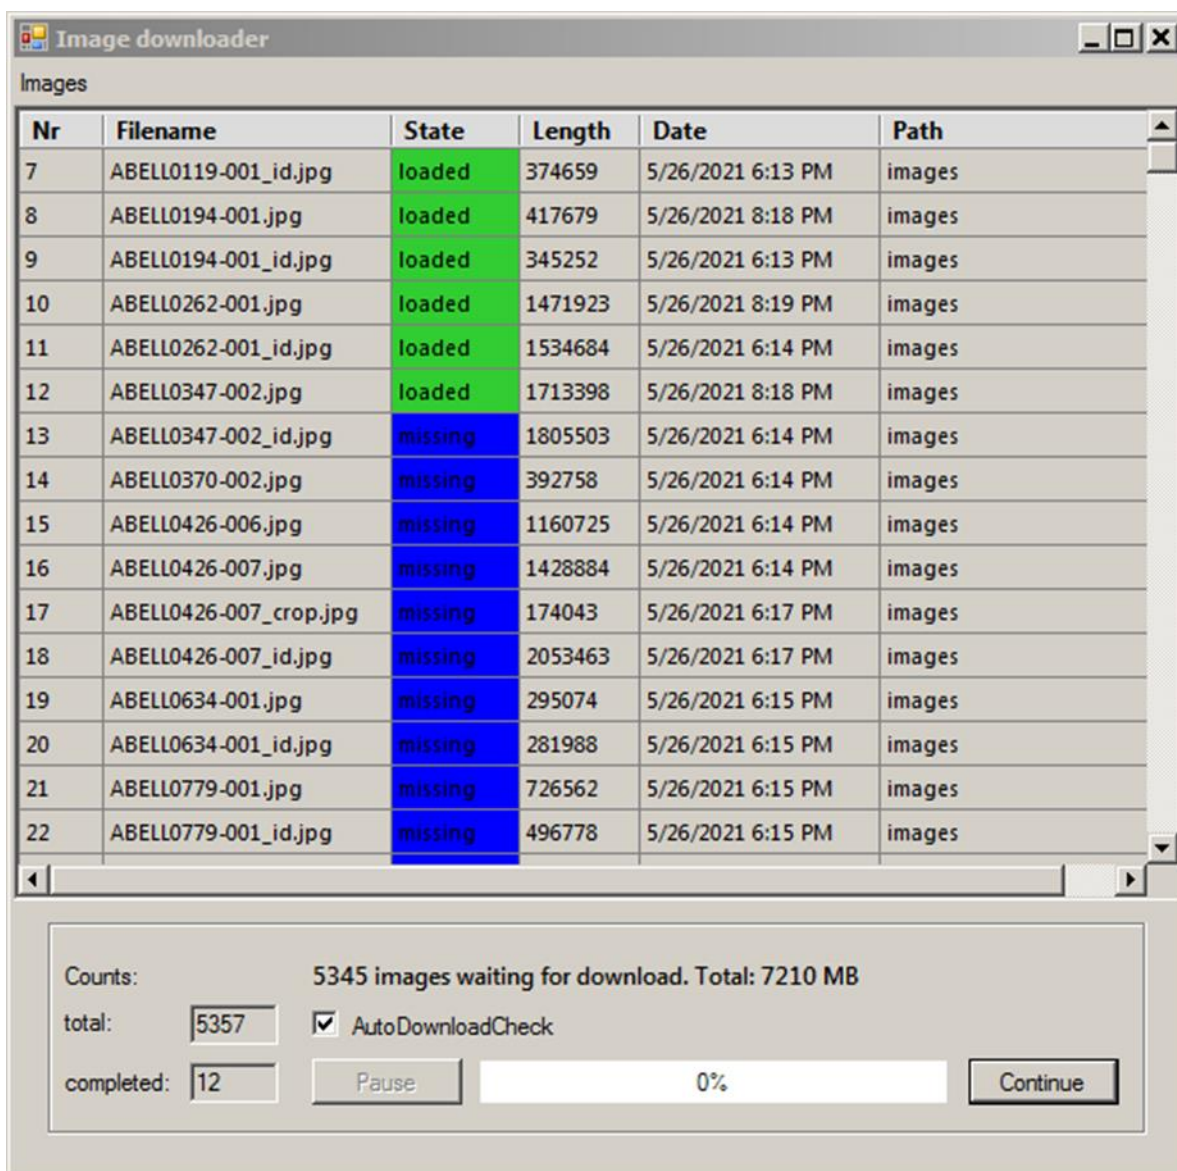 Image downloader
Images
Nr Filename State Length Date Path
7 ABELL0119-001_id.jpg loaded 374659 5/26/2021 6:13 PM images
8 ABELL0194-001.jpg loaded 417679 5/26/2021 8:18 PM images
9 ABELL0194-001_id.jpg loaded 345252 5/26/2021 6:13 PM images
10 ABELL0262-001.jpg loaded 1471923 5/26/2021 8:19 PM images
11 ABELL0262-001_id.jpg loaded 1534684 5/26/2021 6:14 PM images
12 ABELL0347-002.jpg loaded 1713398 5/26/2021 8:18 PM images
13 ABELL0347-002_id.jpg missing 1805503 5/26/2021 6:14 PM images
14 ABELL0370-002.jpg missing 392758 5/26/2021 6:14 PM images
15 ABELL0426-006.jpg missing 1160725 5/26/2021 6:14 PM images
16 ABELL0426-007.jpg missing 1428884 5/26/2021 6:14 PM images
17 ABELL0426-007_crop.jpg missing 174043 5/26/2021 6:17 PM images
18 ABELL0426-007_id.jpg missing 2053463 5/26/2021 6:17 PM images
19 ABELL0634-001.jpg missing 295074 5/26/2021 6:15 PM images
20 ABELL0634-001_id.jpg missing 281988 5/26/2021 6:15 PM images
21 ABELL0779-001.jpg missing 726562 5/26/2021 6:15 PM images
22 ABELL0779-001_id.jpg missing 496778 5/26/2021 6:15 PM images
Counts: 5345 images waiting for download. Total: 7210 MB
total: 5357 AutoDownloadCheck
completed: 12 Pause 0% Continue